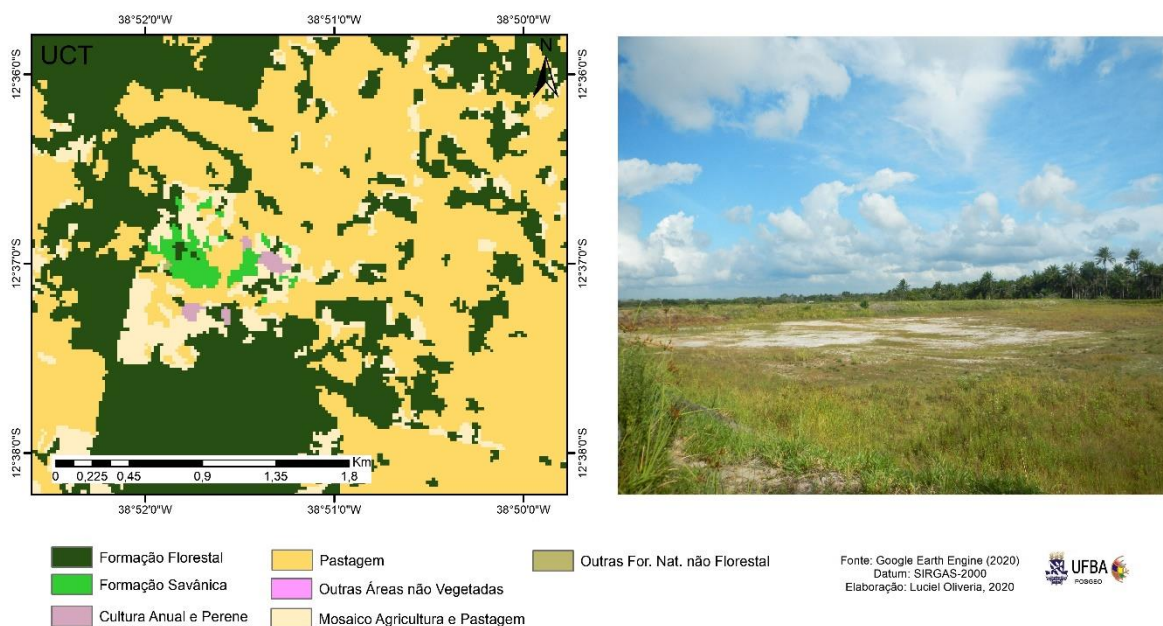 38°52'0"W 38°51'0"W 38°50'0"W
UCT
N
12°36'0"S 12°36'0"S
12°37'0"S 12°37'0"S
12°38'0"S 12°38'0"S
Km
0 0,225 0,45 0,9 1,35 1,8
38°52'0"W 38°51'0"W 38°50'0"W
Formação Florestal
Formação Savânica
Cultura Anual e Perene
Pastagem
Outras Áreas não Vegetadas
Mosaico Agricultura e Pastagem
Outras For. Nat. não Florestal
Fonte: Google Earth Engine (2020)
Datum: SIRGAS-2000
Elaboração: Luciel Oliveria, 2020
UFBA
POSGEO